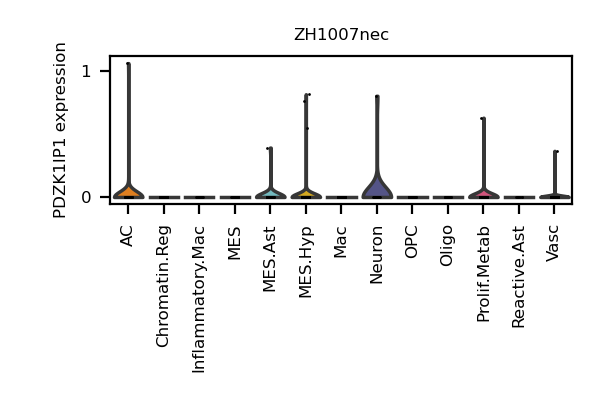 ZH1007nec
PDZK1IP1 expression
1
0
AC
Chromatin.Reg
Inflammatory.Mac
MES
MES.Ast
MES.Hyp
Mac
Neuron
OPC
Oligo
Prolif.Metab
Reactive.Ast
Vasc